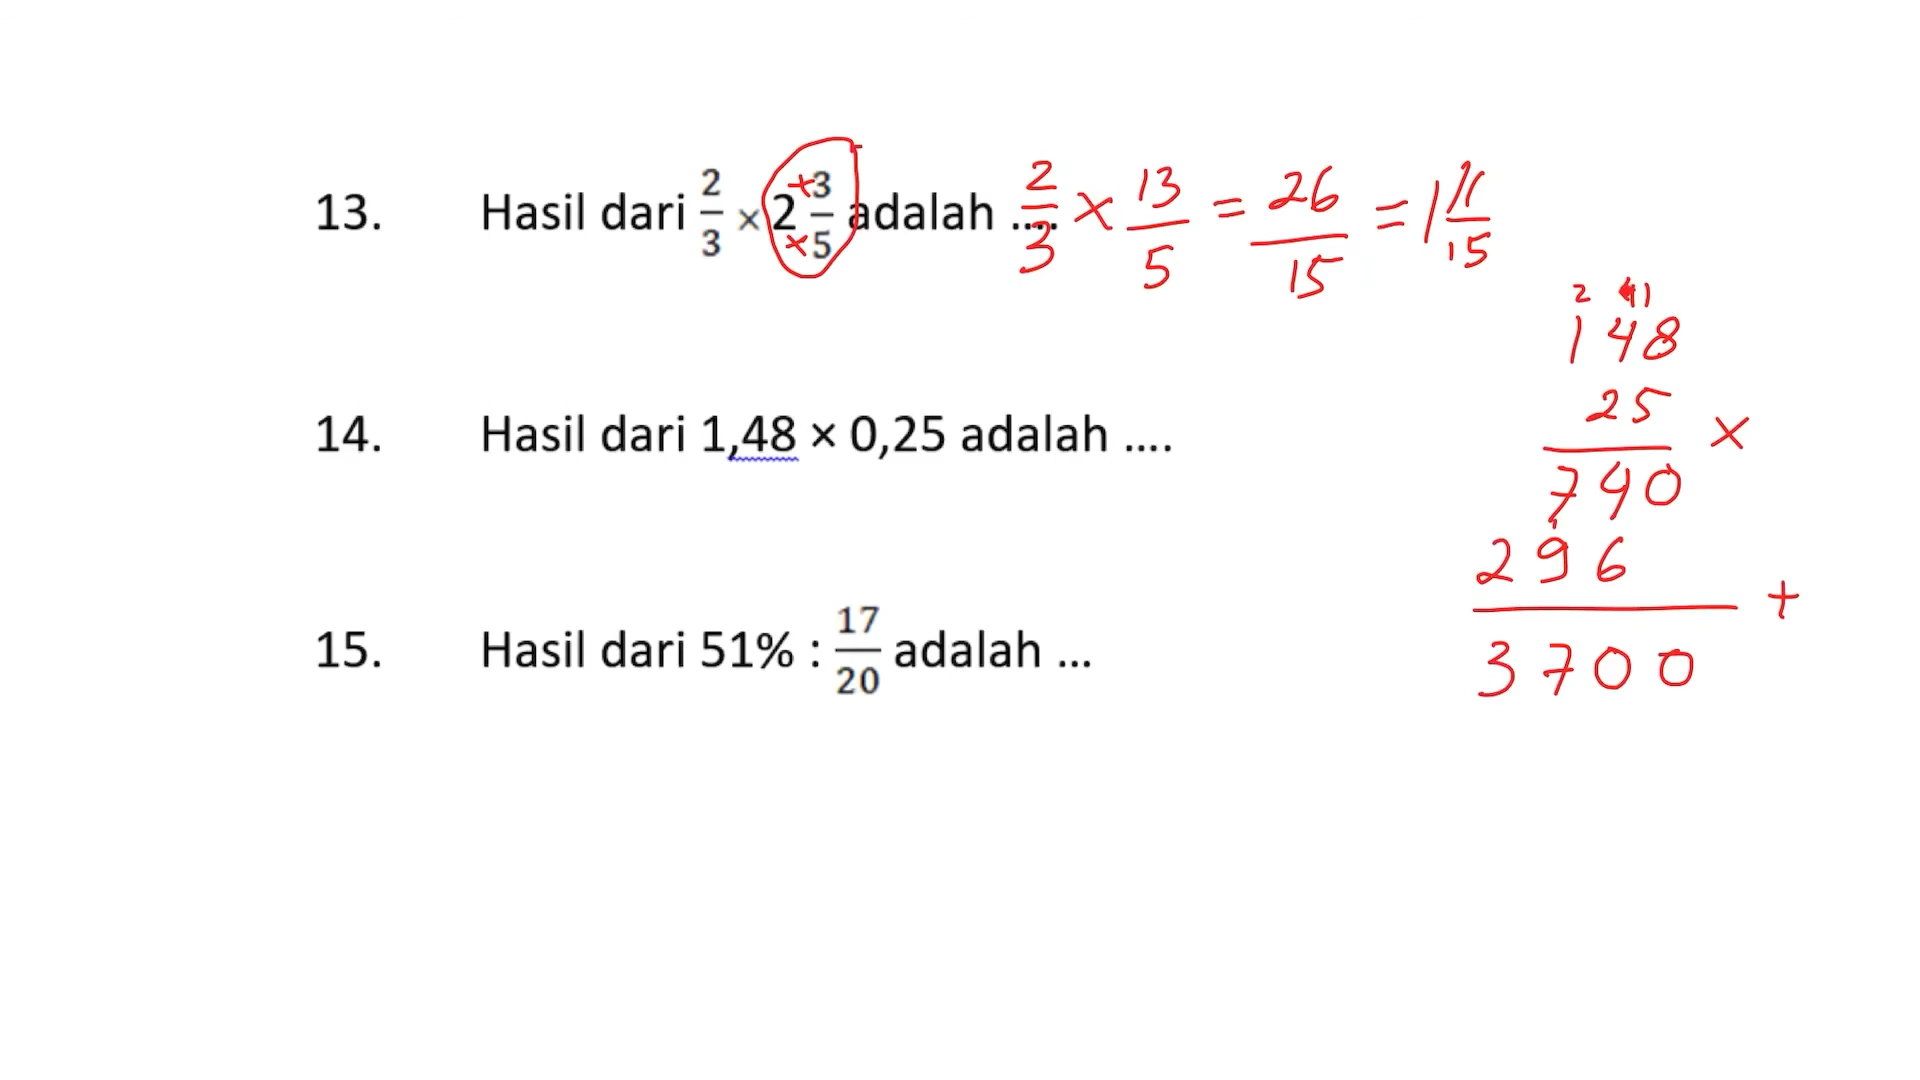 13. Hasil dari 2/3 × 2 3/5 adalah .... 2/3 × 13/5 = 26/15 = 1 11/15
14. Hasil dari 1,48 × 0,25 adalah ....
15. Hasil dari 51% : 17/20 adalah ...
148
25 ×
740
296
+
3700